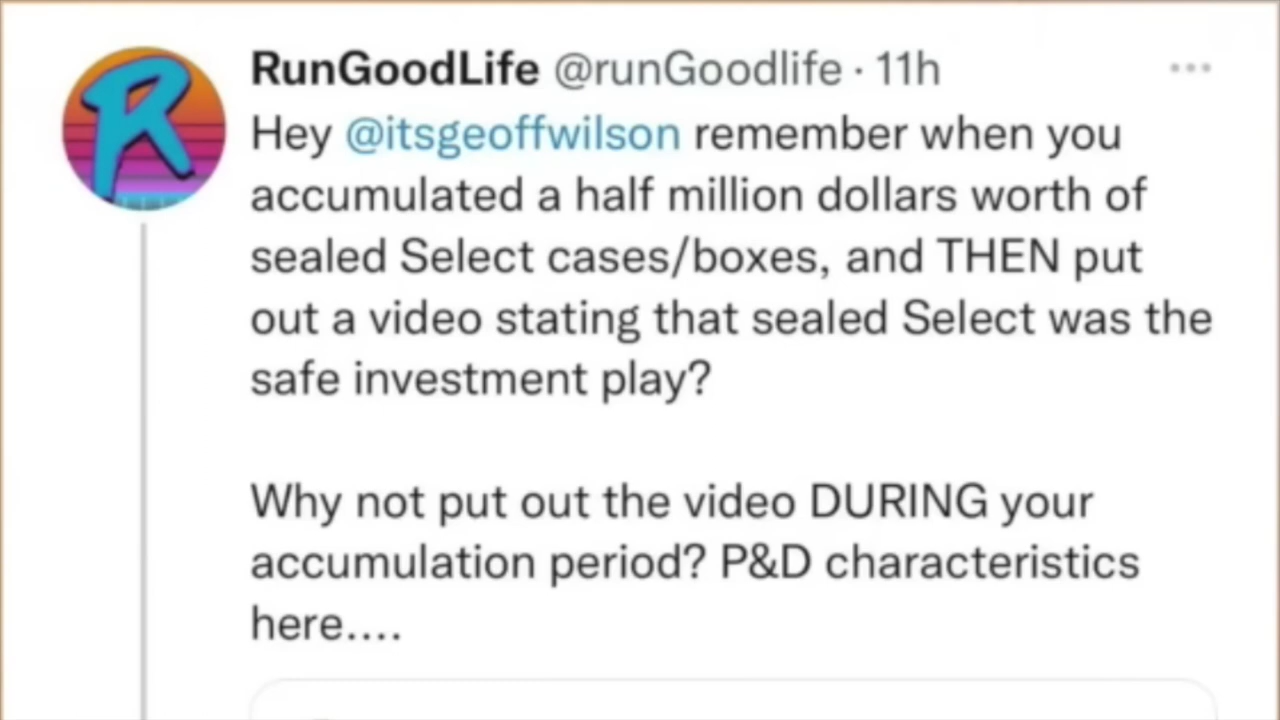 RunGoodLife @runGoodlife · 11h
Hey @itsgeoffwilson remember when you
accumulated a half million dollars worth of
sealed Select cases/boxes, and THEN put
out a video stating that sealed Select was the
safe investment play?
Why not put out the video DURING your
accumulation period? P&D characteristics
here....